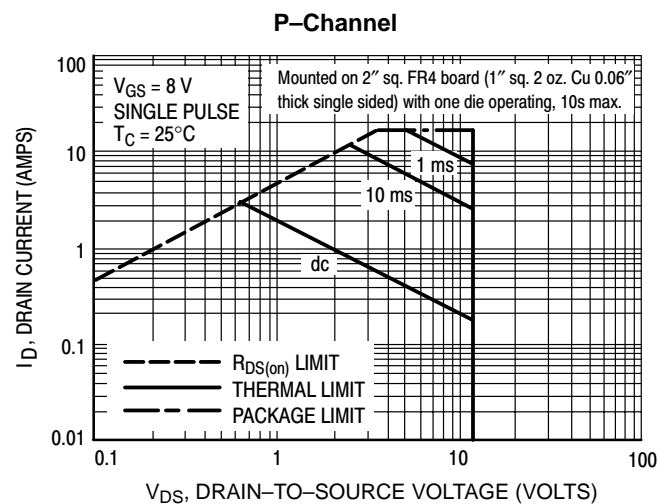 P–Channel
100
10
1
0.1
0.01
I_D, DRAIN CURRENT (AMPS)
V_GS = 8 V
SINGLE PULSE
T_C = 25°C
Mounted on 2″ sq. FR4 board (1″ sq. 2 oz. Cu 0.06″
thick single sided) with one die operating, 10s max.
1 ms
10 ms
dc
R_DS(on) LIMIT
THERMAL LIMIT
PACKAGE LIMIT
0.1
1
10
100
V_DS, DRAIN–TO–SOURCE VOLTAGE (VOLTS)